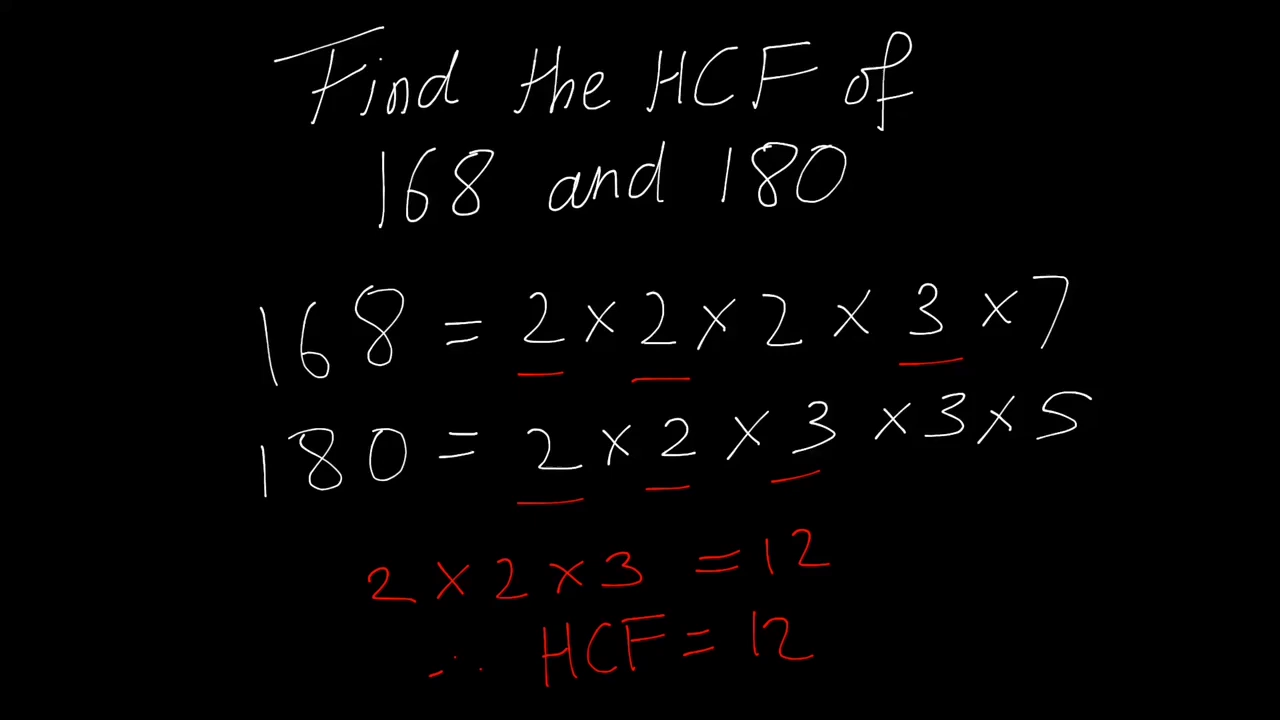 Find the HCF of
168 and 180
168 = 2 × 2 × 2 × 3 × 7
180 = 2 × 2 × 3 × 3 × 5
2 × 2 × 3 = 12
∴ HCF = 12